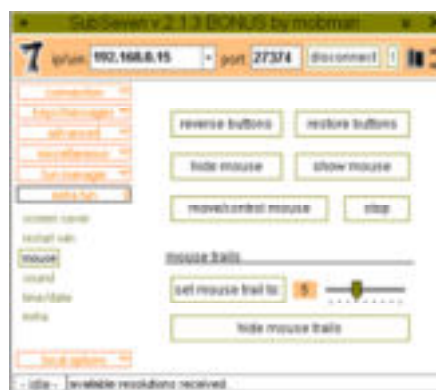 SubSeven v.2.1.3 BONUS by mobman
ip/uin: 192.168.0.15 port: 27374 disconnect
connection
keys/messages
advanced
miscellaneous
fun manager
extra fun
screen saver
restart win
mouse
sound
time/date
extra
local options
reverse buttons restore buttons
hide mouse show mouse
move/control mouse stop
mouse trails
set mouse trail to 5
hide mouse trails
- idle - available resolutions received.